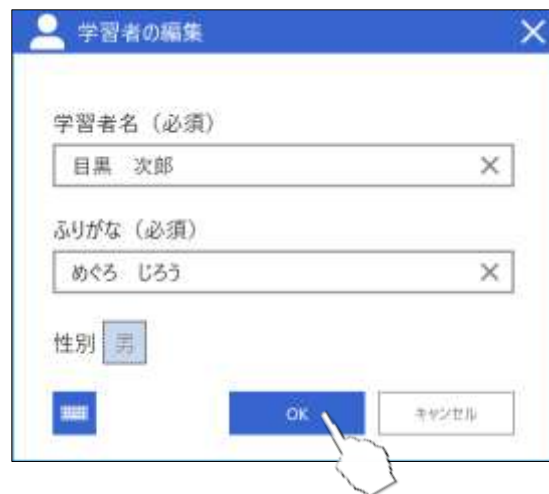 学習者の編集
学習者名（必須）
目黒　次郎
ふりがな（必須）
めぐろ　じろう
性別 男
OK キャンセル